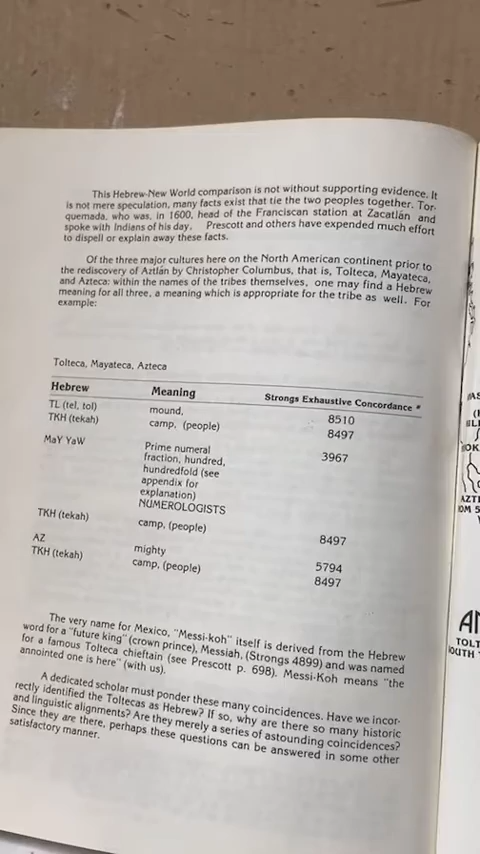 This Hebrew-New World comparison is not without supporting evidence. It
is not mere speculation, many facts exist that tie the two peoples together. Tor-
quemada, who was, in 1600, head of the Franciscan station at Zacatlán and
spoke with Indians of his day. Prescott and others have expended much effort
to dispell or explain away these facts.
Of the three major cultures here on the North American continent prior to
the rediscovery of Aztlán by Christopher Columbus, that is, Tolteca, Mayateca,
and Azteca: within the names of the tribes themselves, one may find a Hebrew
meaning for all three, a meaning which is appropriate for the tribe as well. For
example:
Tolteca, Mayateca, Azteca
Hebrew Meaning Strongs Exhaustive Concordance *
TL (tel, tol) mound, 8510
TKH (tekah) camp, (people) 8497
MaY YaW Prime numeral 3967
fraction, hundred,
hundredfold (see
appendix for
explanation)
NUMEROLOGISTS
TKH (tekah) camp, (people) 8497
AZ mighty 5794
TKH (tekah) camp, (people) 8497
The very name for Mexico, "Messi-koh" itself is derived from the Hebrew
word for a "future king" (crown prince), Messiah, (Strongs 4899) and was named
for a famous Tolteca chieftain (see Prescott p. 698). Messi-Koh means "the
annointed one is here" (with us).
A dedicated scholar must ponder these many coincidences. Have we incor-
rectly identified the Toltecas as Hebrew? If so, why are there so many historic
and linguistic alignments? Are they merely a series of astounding coincidences?
Since they are there, perhaps these questions can be answered in some other
satisfactory manner.
AZT
TOLT